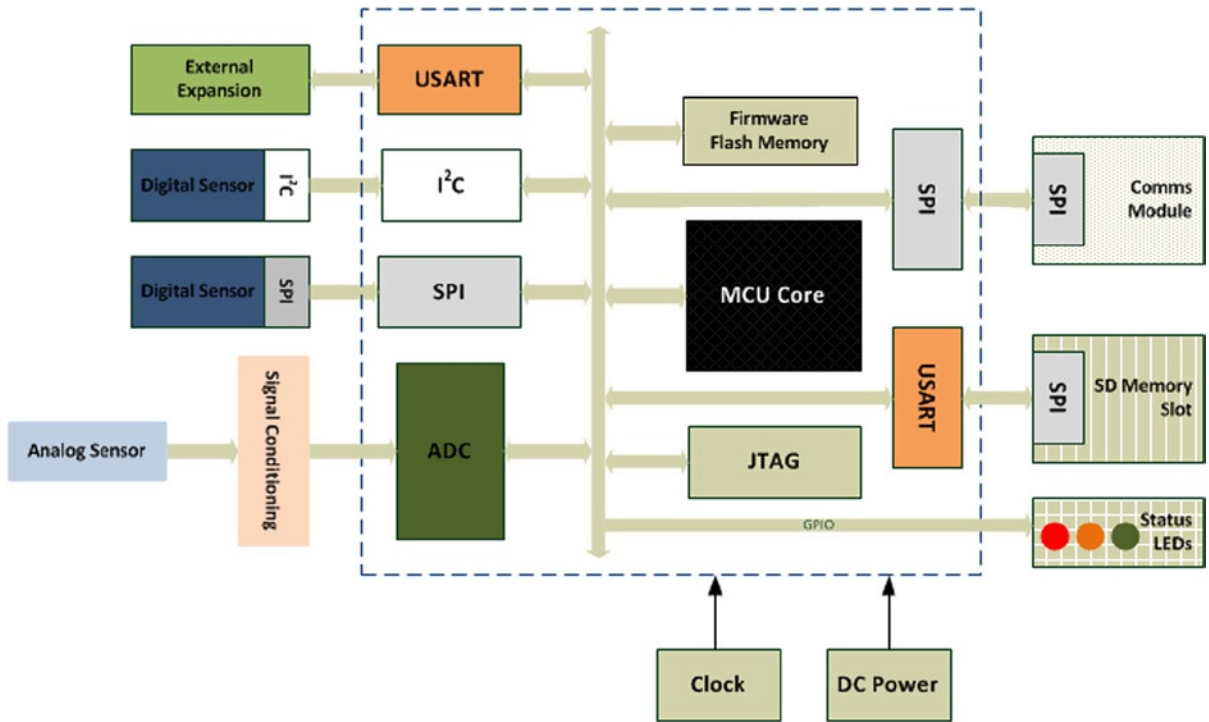 External
Expansion
USART
Firmware
Flash Memory
Digital Sensor
I²C
I²C
SPI
SPI
Comms
Module
Digital Sensor
SPI
SPI
MCU Core
Signal Conditioning
ADC
Analog Sensor
USART
SPI
SD Memory
Slot
JTAG
GPIO
Status
LEDs
Clock
DC Power